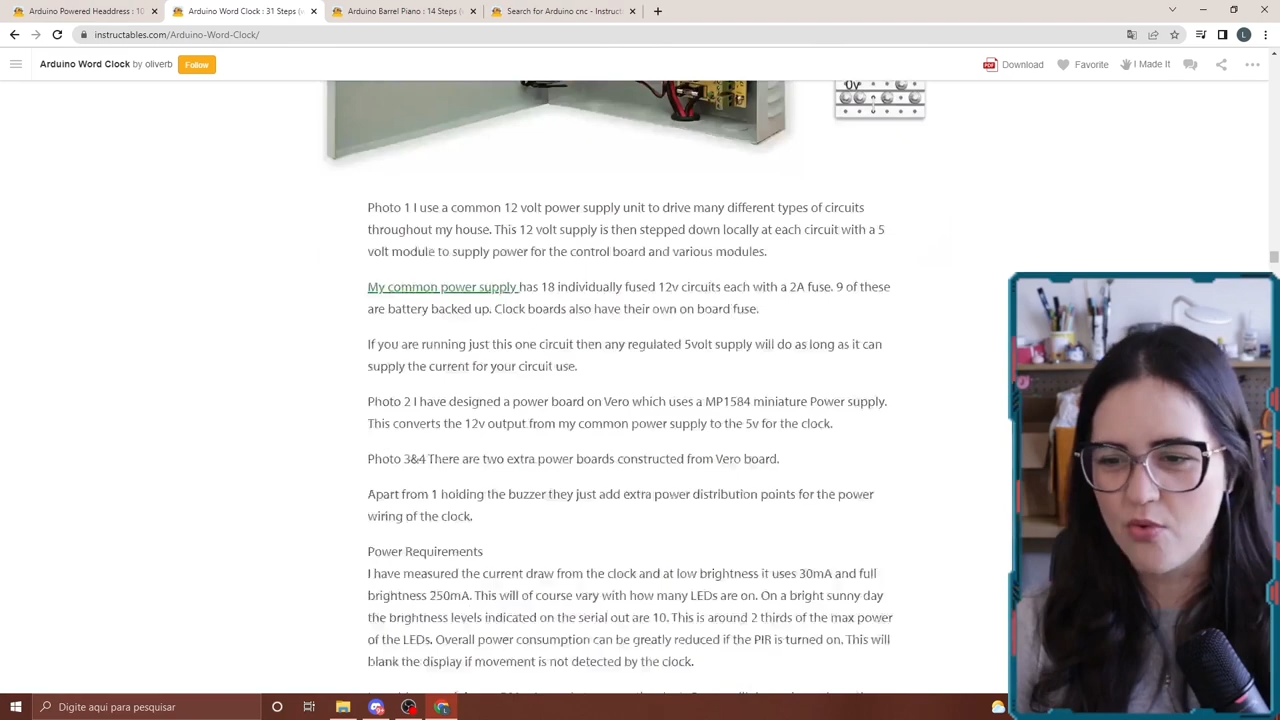 Arduino Powered Headdress : 10
Arduino Word Clock : 31 Steps (w
Arduino Barrel Piano : 14 Steps (w
Search for Arduino cnc - Instruct
instructables.com/Arduino-Word-Clock/
L
Arduino Word Clock by oliverb
Follow
PDF
Download
Favorite
I Made It
0v
Photo 1 I use a common 12 volt power supply unit to drive many different types of circuits
throughout my house. This 12 volt supply is then stepped down locally at each circuit with a 5
volt module to supply power for the control board and various modules.
My common power supply has 18 individually fused 12v circuits each with a 2A fuse. 9 of these
are battery backed up. Clock boards also have their own on board fuse.
If you are running just this one circuit then any regulated 5volt supply will do as long as it can
supply the current for your circuit use.
Photo 2 I have designed a power board on Vero which uses a MP1584 miniature Power supply.
This converts the 12v output from my common power supply to the 5v for the clock.
Photo 3&4 There are two extra power boards constructed from Vero board.
Apart from 1 holding the buzzer they just add extra power distribution points for the power
wiring of the clock.
Power Requirements
I have measured the current draw from the clock and at low brightness it uses 30mA and full
brightness 250mA. This will of course vary with how many LEDs are on. On a bright sunny day
the brightness levels indicated on the serial out are 10. This is around 2 thirds of the max power
of the LEDs. Overall power consumption can be greatly reduced if the PIR is turned on. This will
blank the display if movement is not detected by the clock.
Digite aqui para pesquisar